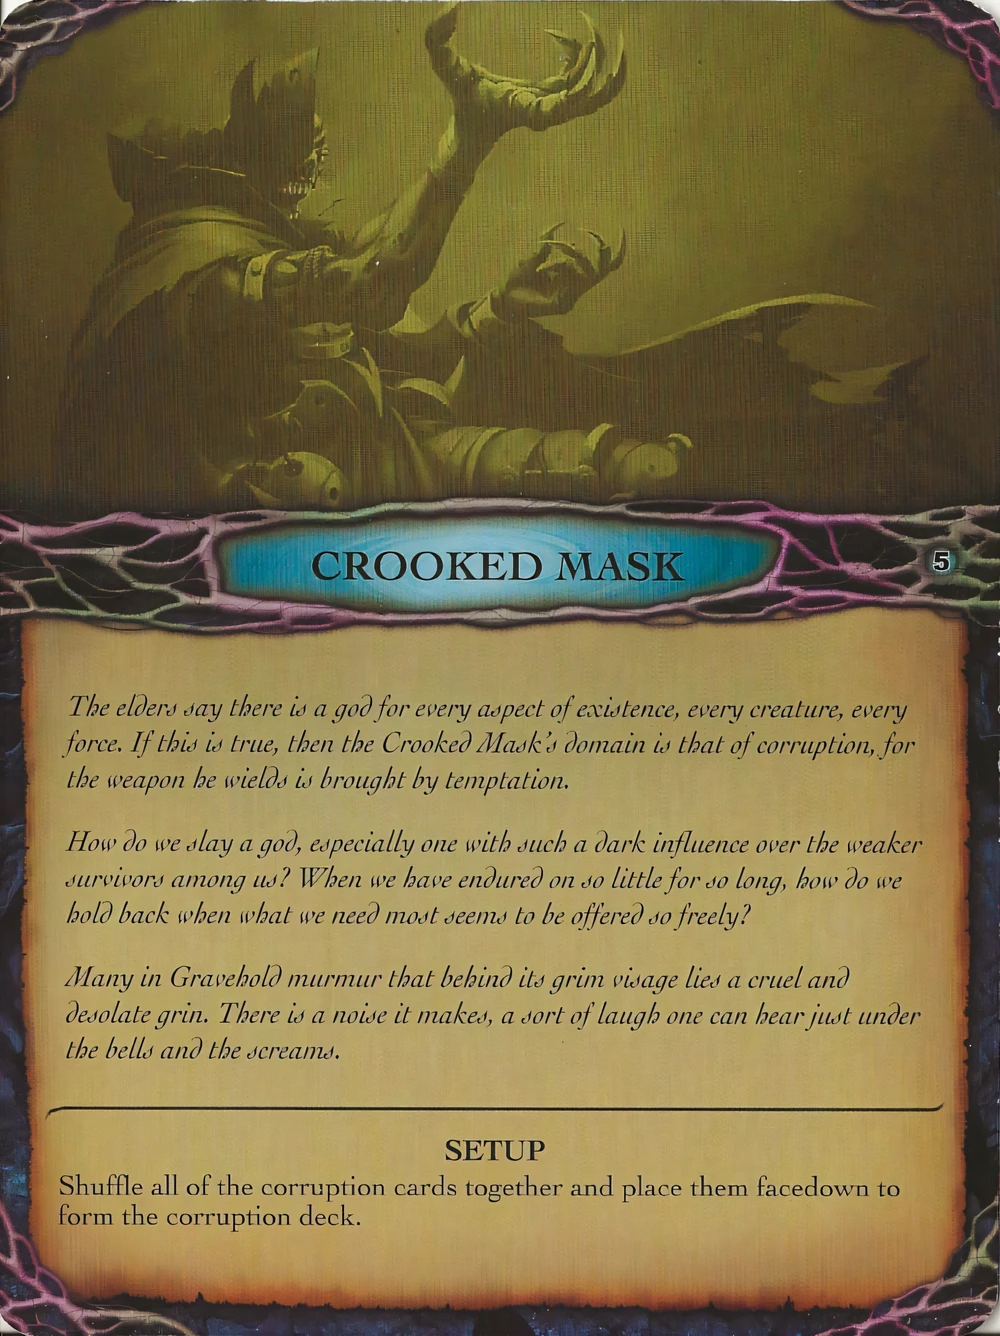 CROOKED MASK
5
The elders say there is a god for every aspect of existence, every creature, every
force. If this is true, then the Crooked Mask's domain is that of corruption, for
the weapon he wields is brought by temptation.
How do we slay a god, especially one with such a dark influence over the weaker
survivors among us? When we have endured on so little for so long, how do we
hold back when what we need most seems to be offered so freely?
Many in Gravehold murmur that behind its grim visage lies a cruel and
desolate grin. There is a noise it makes, a sort of laugh one can hear just under
the bells and the screams.
SETUP
Shuffle all of the corruption cards together and place them facedown to
form the corruption deck.